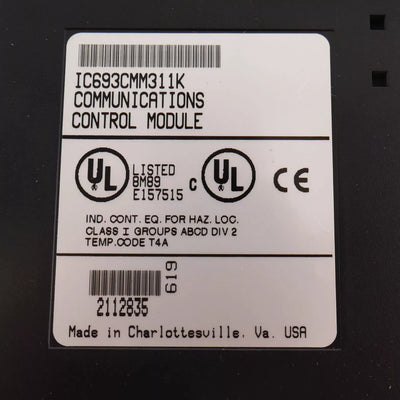 IC693CMM311K
COMMUNICATIONS
CONTROL MODULE
UL LISTED
8M89
E157515
C UL CE
IND. CONT. EQ. FOR HAZ. LOC.
CLASS I GROUPS ABCD DIV 2
TEMP.CODE T4A
619
2112835
Made in Charlottesville, Va. USA